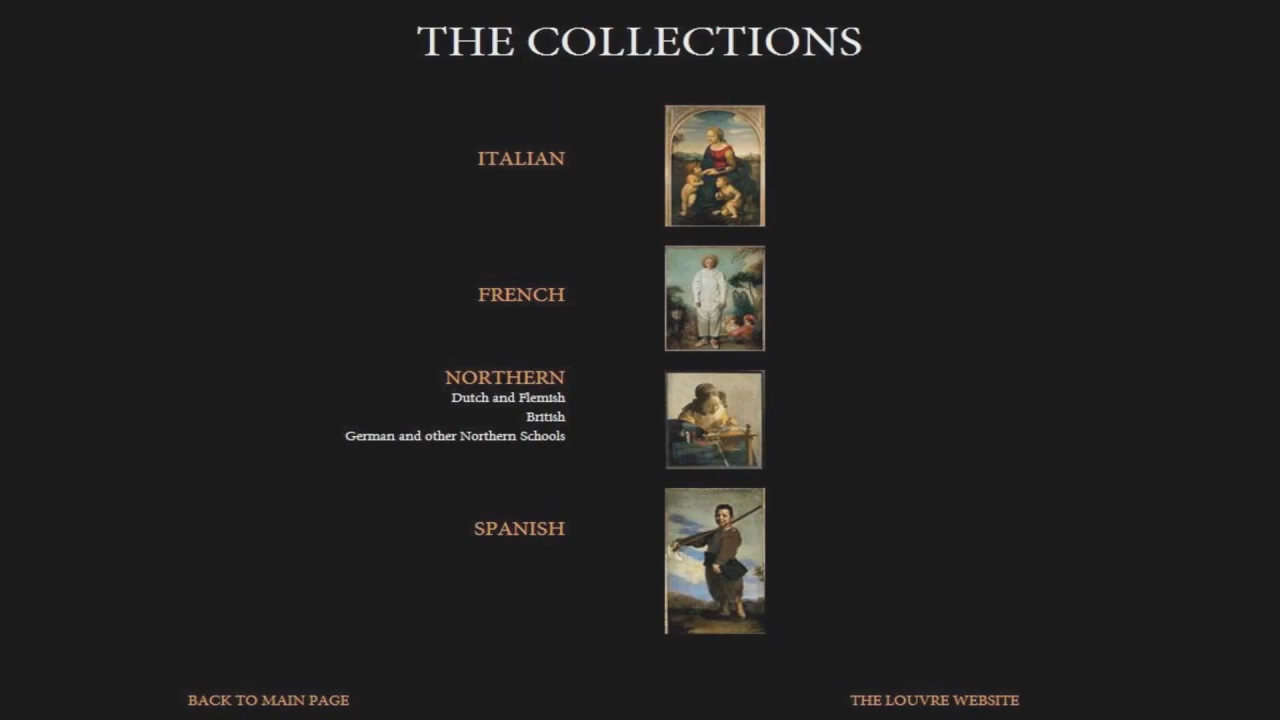 THE COLLECTIONS
ITALIAN
FRENCH
NORTHERN
Dutch and Flemish
British
German and other Northern Schools
SPANISH
BACK TO MAIN PAGE
THE LOUVRE WEBSITE